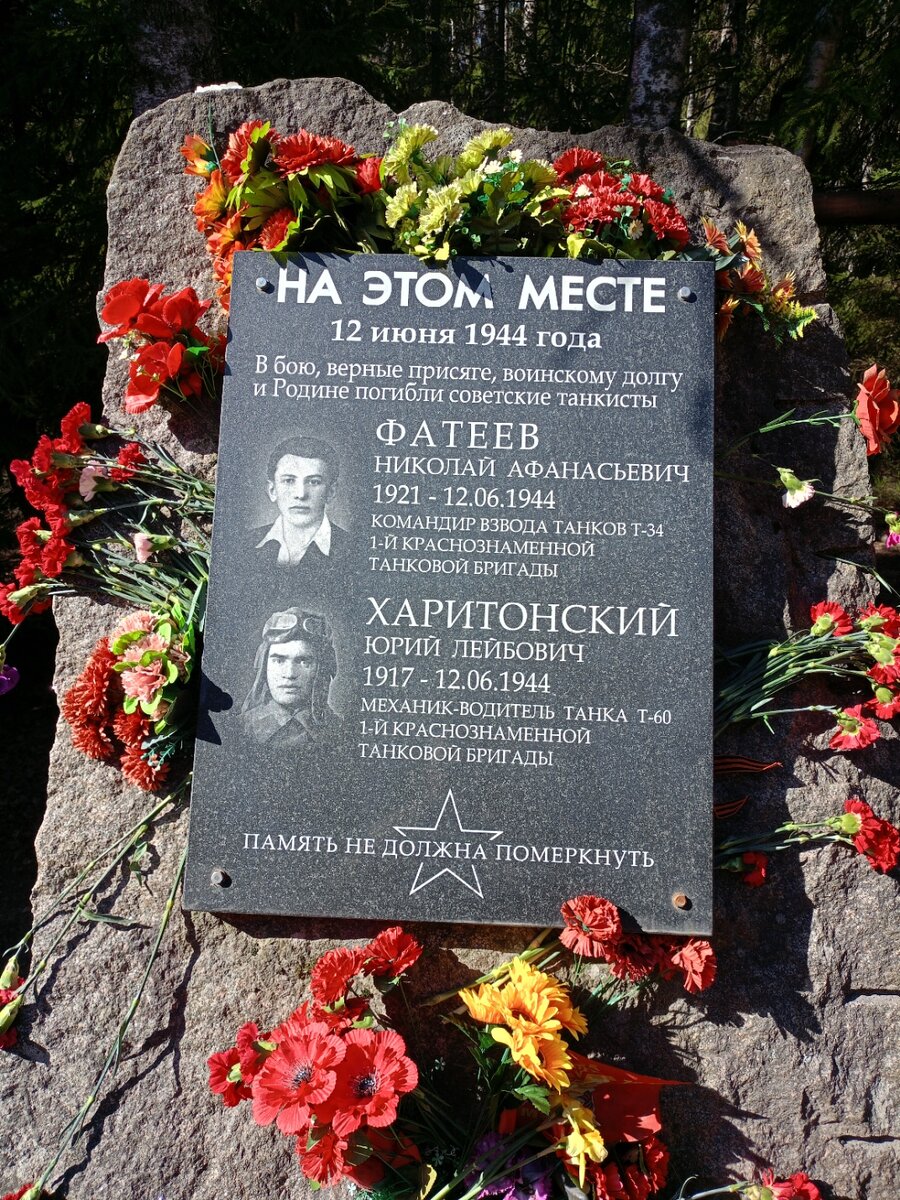 НА ЭТОМ МЕСТЕ
12 июня 1944 года
В бою, верные присяге, воинскому долгу
и Родине погибли советские танкисты
ФАТЕЕВ
НИКОЛАЙ АФАНАСЬЕВИЧ
1921 - 12.06.1944
КОМАНДИР ВЗВОДА ТАНКОВ Т-34
1-Й КРАСНОЗНАМЕННОЙ
ТАНКОВОЙ БРИГАДЫ
ХАРИТОНСКИЙ
ЮРИЙ ЛЕЙБОВИЧ
1917 - 12.06.1944
МЕХАНИК-ВОДИТЕЛЬ ТАНКА Т-60
1-Й КРАСНОЗНАМЕННОЙ
ТАНКОВОЙ БРИГАДЫ
ПАМЯТЬ НЕ ДОЛЖНА ПОМЕРКНУТЬ